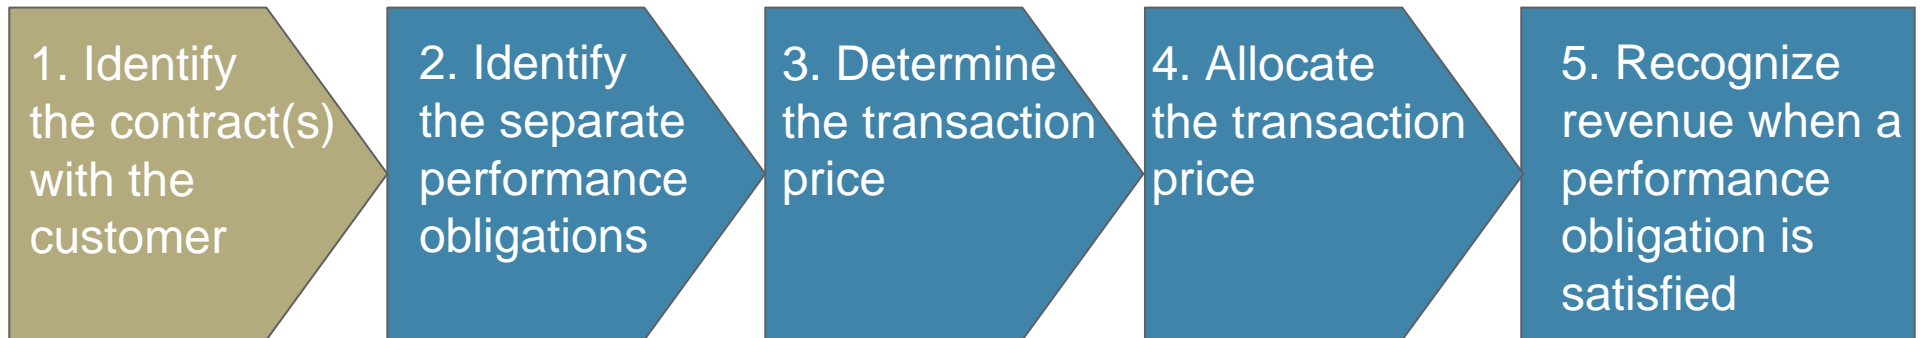 1. Identify
the contract(s)
with the
customer
2. Identify
the separate
performance
obligations
3. Determine
the transaction
price
4. Allocate
the transaction
price
5. Recognize
revenue when a
performance
obligation is
satisfied